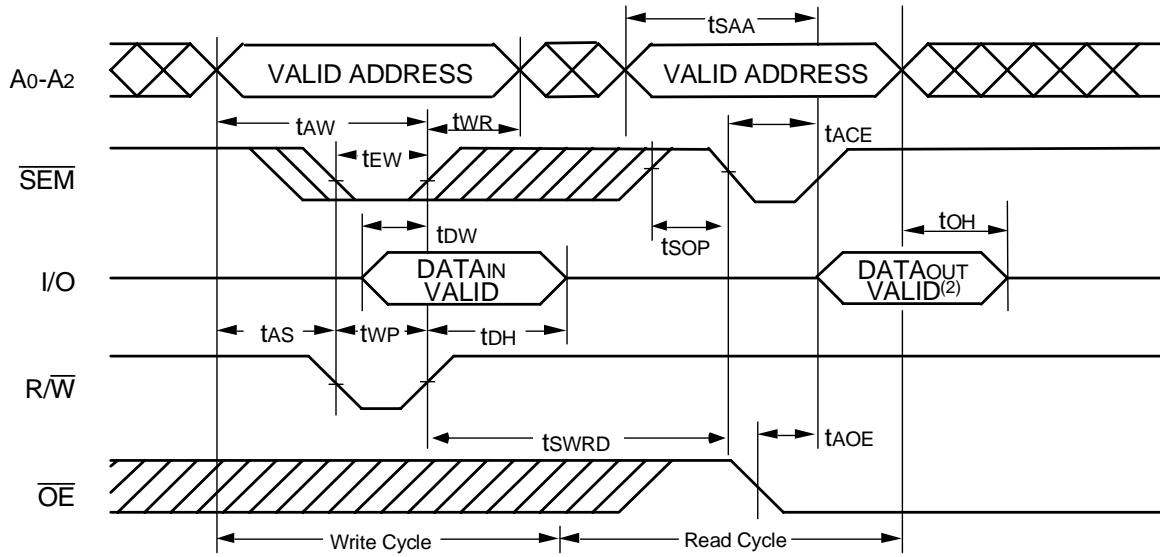 tSAA
A0-A2
VALID ADDRESS
VALID ADDRESS
tAW
tWR
tACE
tEW
SEM
tDW
tSOP
tOH
I/O
DATAIN
VALID
DATAOUT
VALID(2)
tAS
tWP
tDH
R/W
tSWRD
tAOE
OE
Write Cycle
Read Cycle